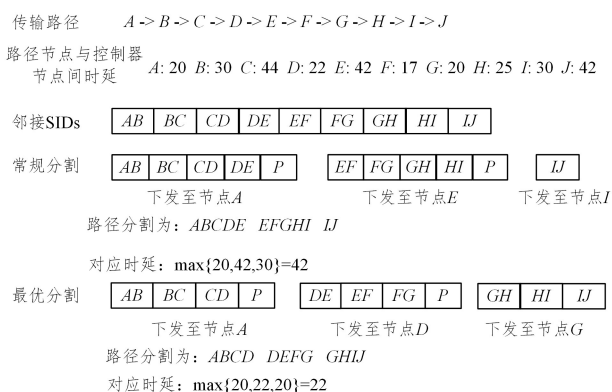 传输路径 A -> B -> C -> D -> E -> F -> G -> H -> I -> J
路径节点与控制器
节点间时延 A: 20 B: 30 C: 44 D: 22 E: 42 F: 17 G: 20 H: 25 I: 30 J: 42
邻接SIDs AB BC CD DE EF FG GH HI IJ
常规分割 AB BC CD DE P EF FG GH HI P IJ
下发至节点A 下发至节点E 下发至节点I
路径分割为：ABCDE EFGHI IJ
对应时延：max{20,42,30}=42
最优分割 AB BC CD P DE EF FG P GH HI IJ
下发至节点A 下发至节点D 下发至节点G
路径分割为：ABCD DEFG GHIJ
对应时延：max{20,22,20}=22